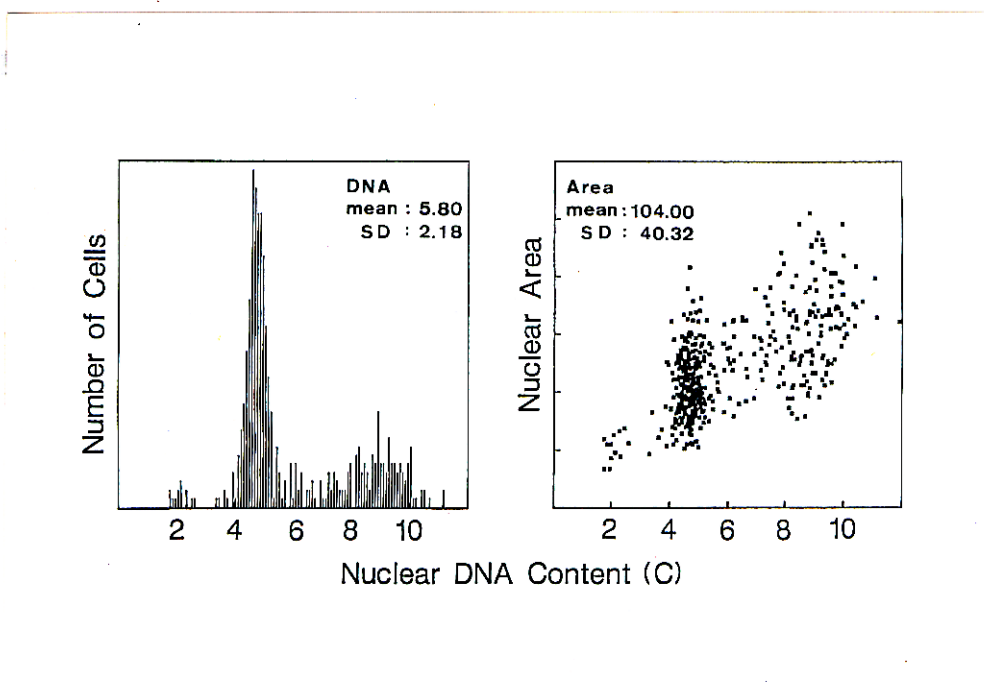 Number of Cells
DNA
mean : 5.80
SD : 2.18
2 4 6 8 10
Nuclear Area
Area
mean : 104.00
SD : 40.32
2 4 6 8 10
Nuclear DNA Content (C)